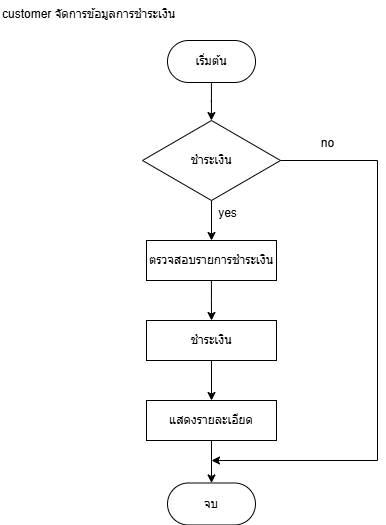 customer จัดการข้อมูลการชำระเงิน
เริ่มต้น
ชำระเงิน
no
yes
ตรวจสอบรายการชำระเงิน
ชำระเงิน
แสดงรายละเอียด
จบ